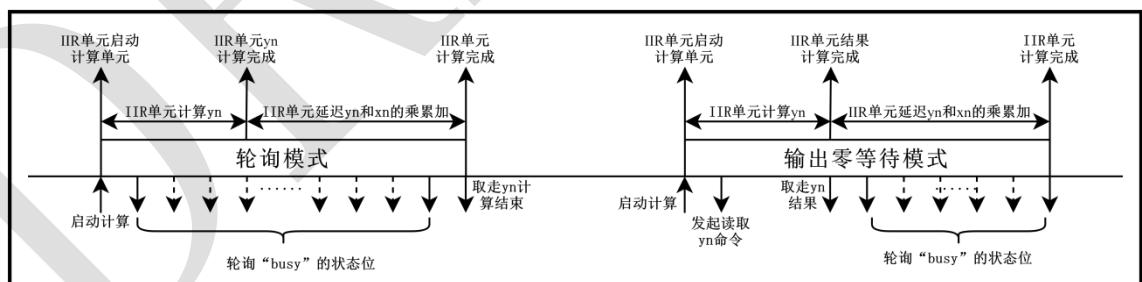 IIR单元启动
计算单元
IIR单元yn
计算完成
IIR单元
计算完成
IIR单元计算yn
IIR单元延迟yn和xn的乘累加
轮询模式
启动计算
······
取走yn计
算结束
轮询“busy”的状态位
IIR单元启动
计算单元
IIR单元结果
计算完成
IIR单元
计算完成
IIR单元计算yn
IIR单元延迟yn和xn的乘累加
输出零等待模式
启动计算
发起读取
yn命令
取走yn
结果
······
轮询“busy”的状态位